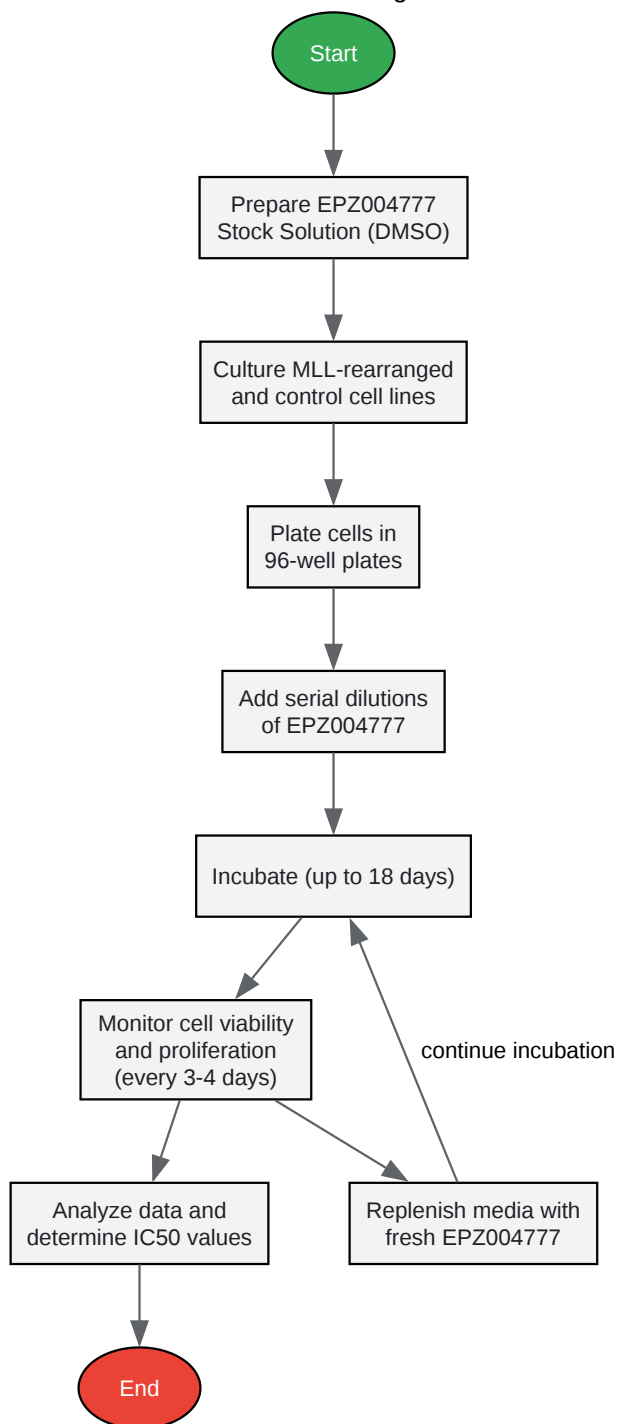 Start
Prepare EPZ004777
Stock Solution (DMSO)
Culture MLL-rearranged
and control cell lines
Plate cells in
96-well plates
Add serial dilutions
of EPZ004777
Incubate (up to 18 days)
Monitor cell viability
and proliferation
(every 3-4 days)
continue incubation
Analyze data and
determine IC50 values
Replenish media with
fresh EPZ004777
End